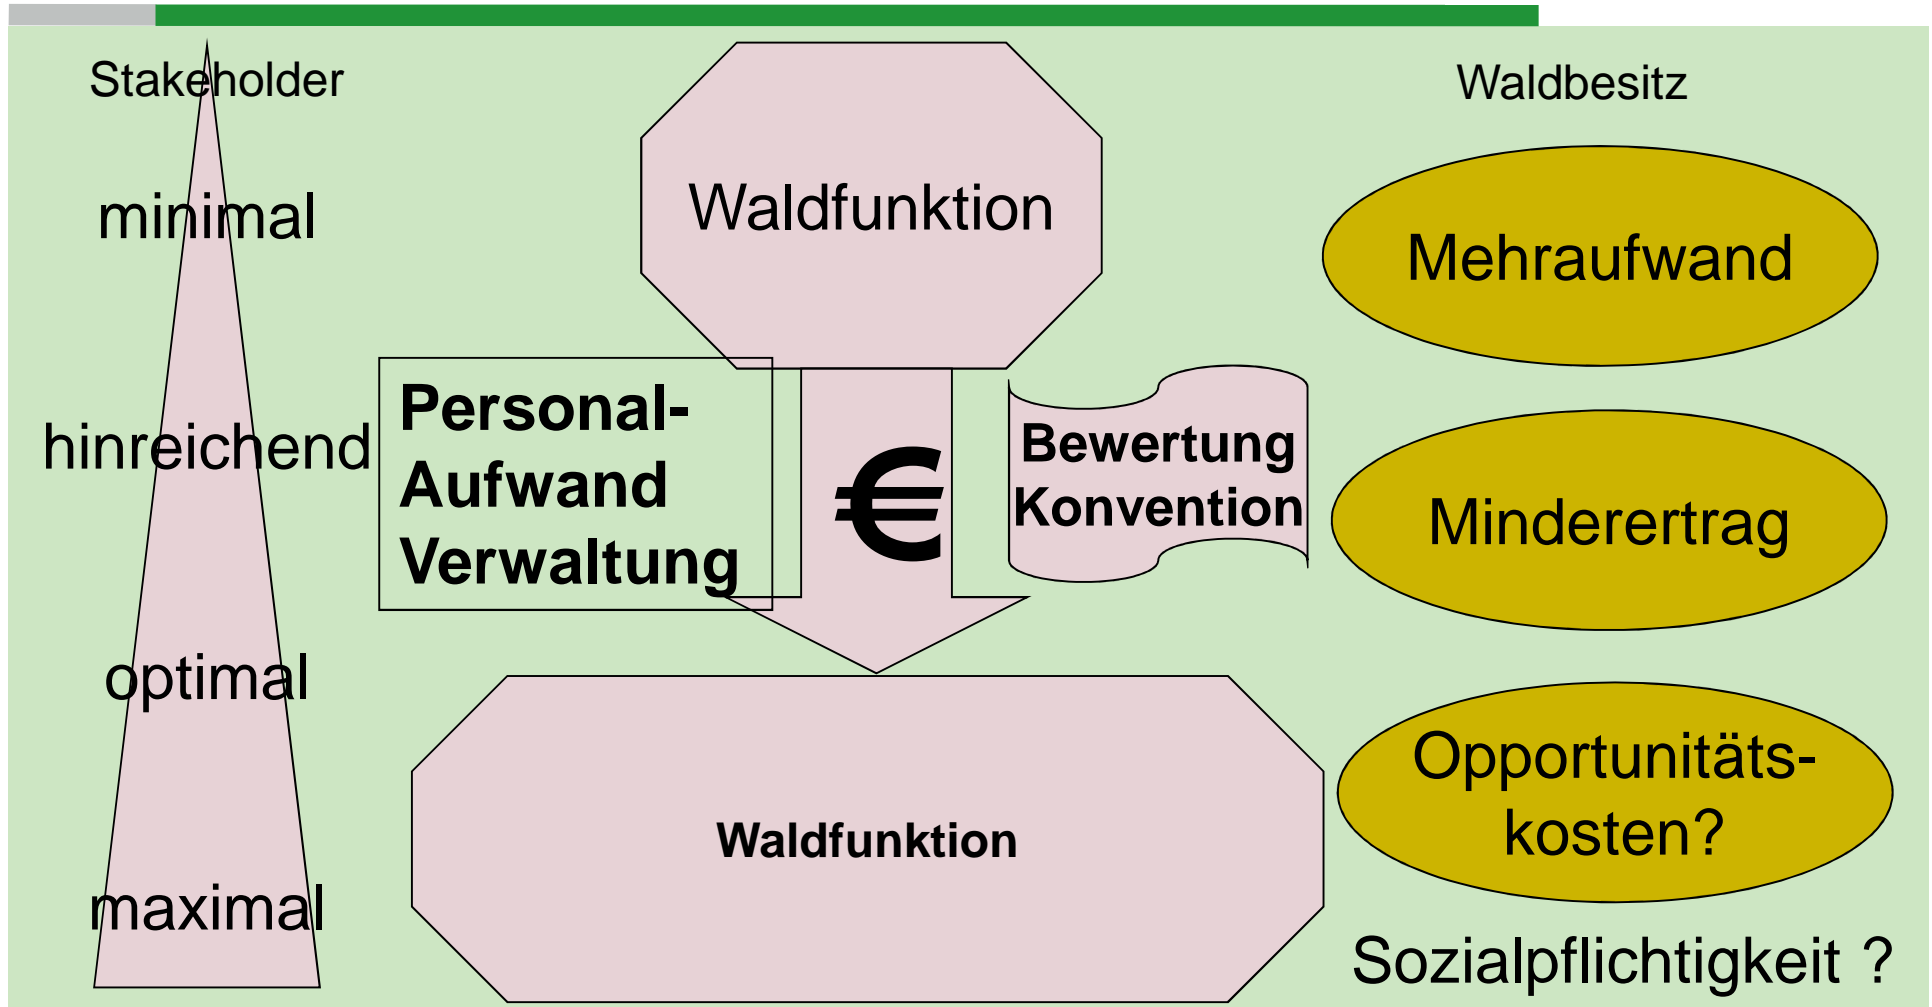 Stakeholder
minimal
hinreichend
optimal
maximal
Waldfunktion
Personal-
Aufwand
Verwaltung
€
Bewertung
Konvention
Waldfunktion
Waldbesitz
Mehraufwand
Minderertrag
Opportunitäts-
kosten?
Sozialpflichtigkeit ?